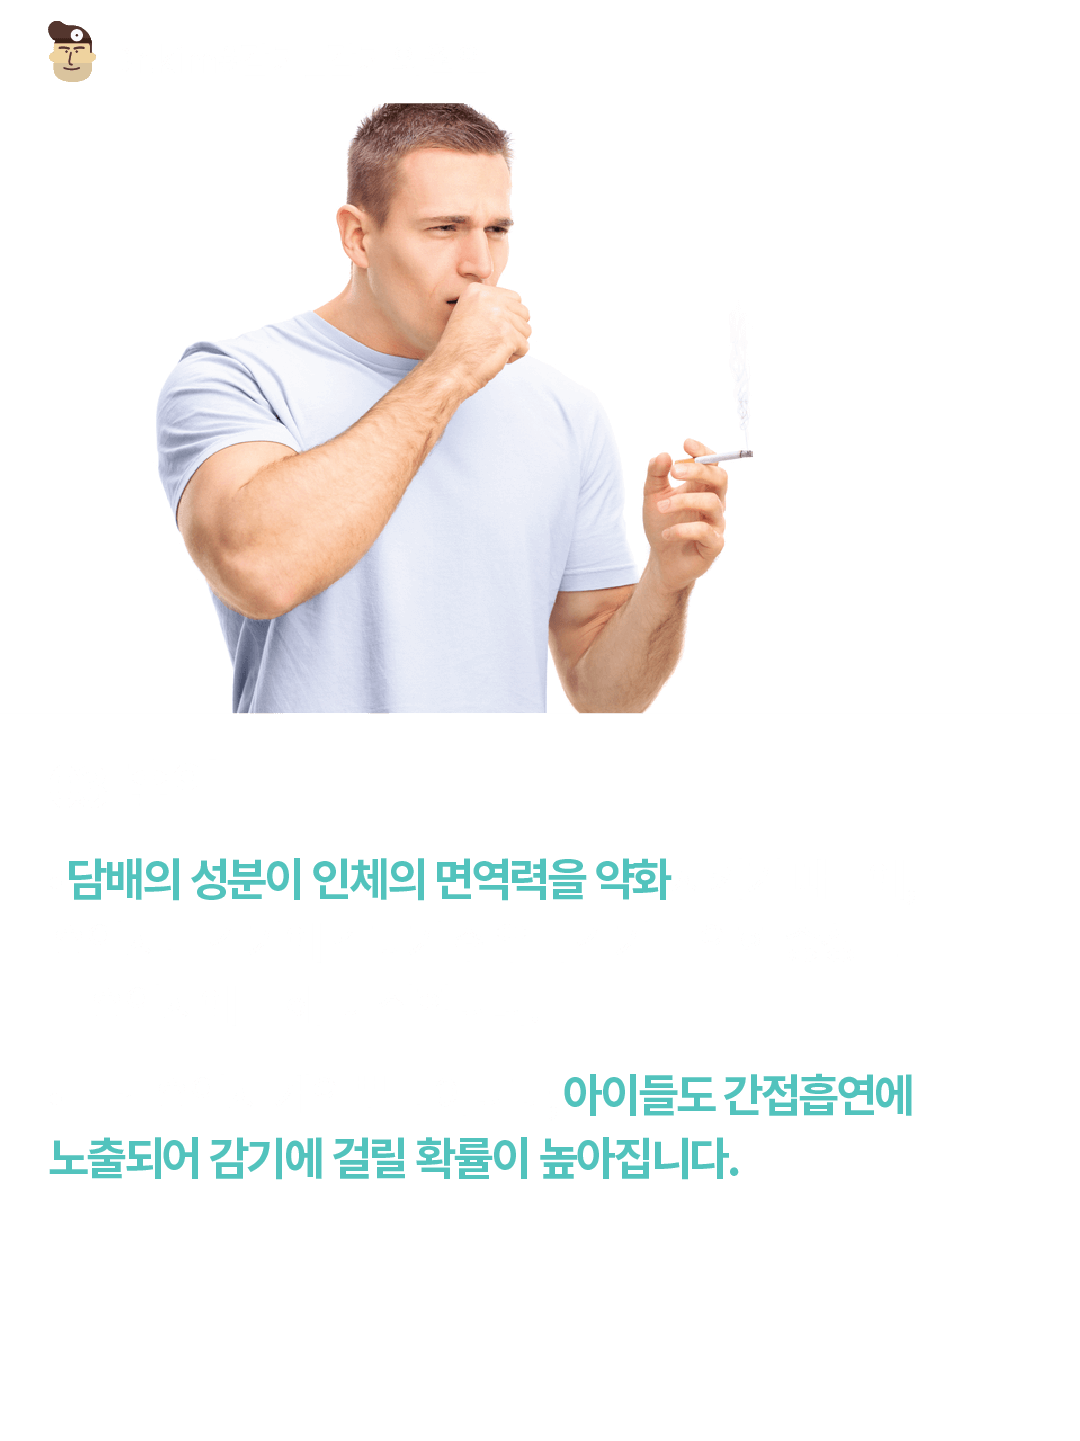 담배의 성분이 인체의 면역력을 약화
아이들도 간접흡연에
노출되어 감기에 걸릴 확률이 높아집니다.